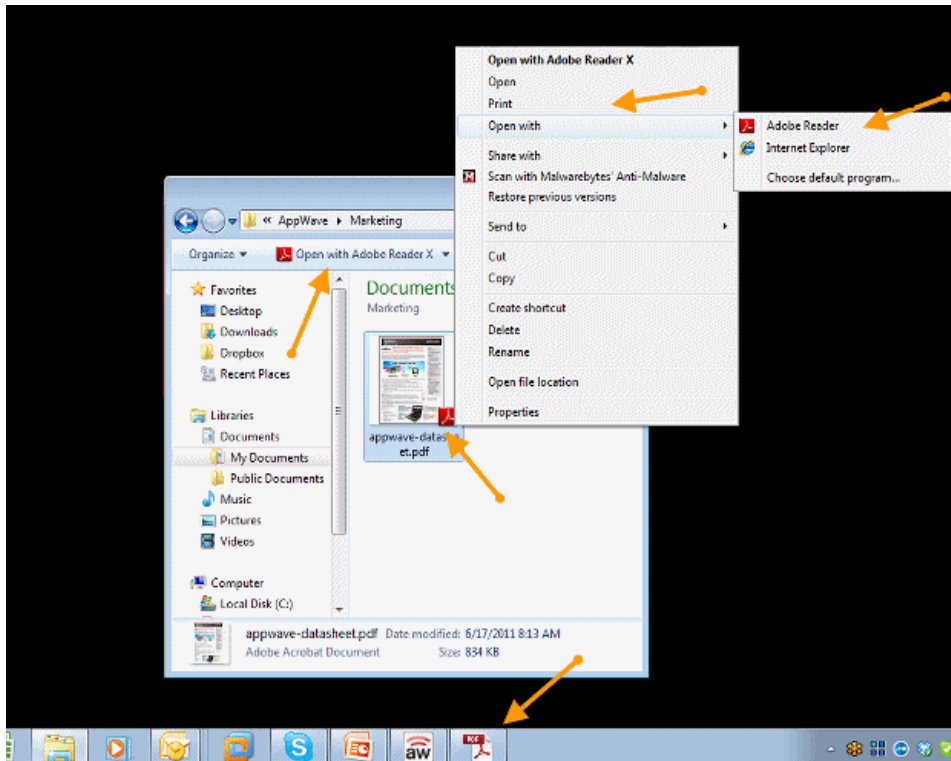 Open with Adobe Reader X
Open
Print
Open with
Share with
Scan with Malwarebytes' Anti-Malware
Restore previous versions
Send to
Cut
Copy
Create shortcut
Delete
Rename
Open file location
Properties
Adobe Reader
Internet Explorer
Choose default program...
« AppWave Marketing
Organize Open with Adobe Reader X
Favorites
Desktop
Downloads
Dropbox
Recent Places
Libraries
Documents
My Documents
Public Documents
Music
Pictures
Videos
Computer
Local Disk (C:)
Documents
Marketing
appwave-datas
et.pdf
appwave-datasheet.pdf Date modified: 6/17/2011 8:13 AM
Adobe Acrobat Document Size: 834 KB
aw
PDF